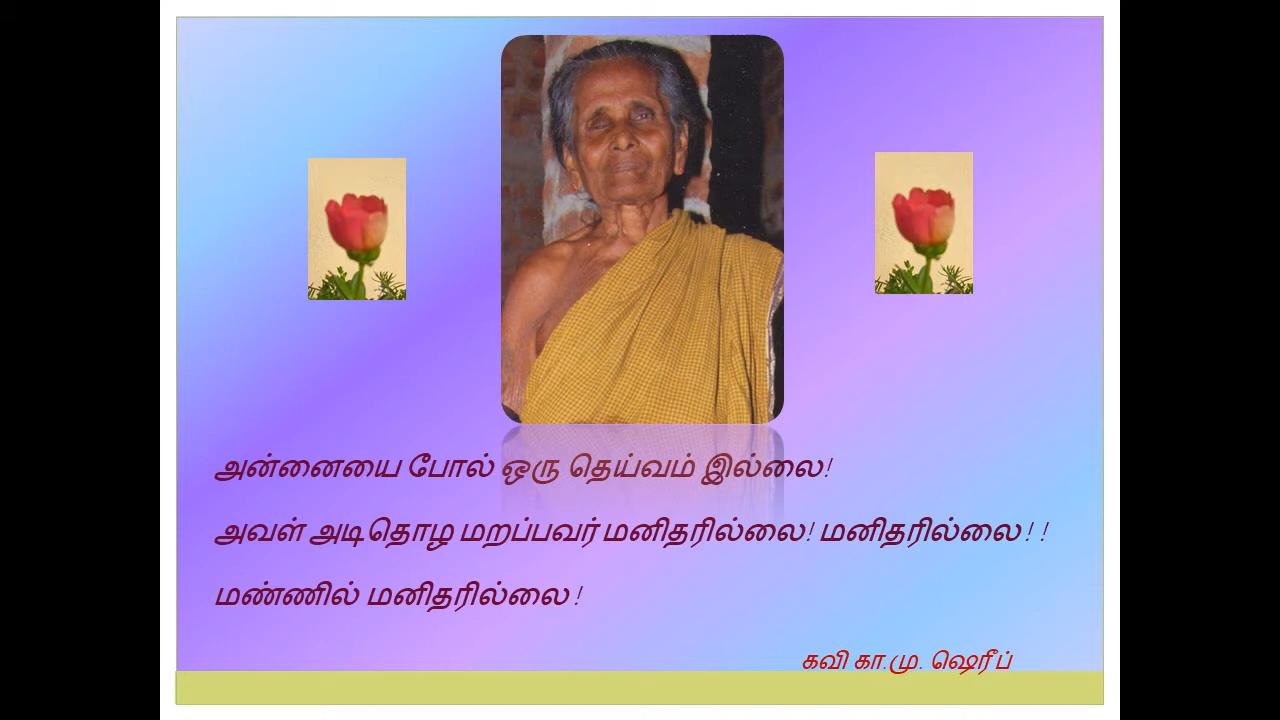 அன்னையை போல் ஒரு தெய்வம் இல்லை!
அவள் அடிதொழ மறப்பவர் மனிதரில்லை! மனிதரில்லை ! !
மண்ணில் மனிதரில்லை !
கவி கா.மு. ஷெரீப்